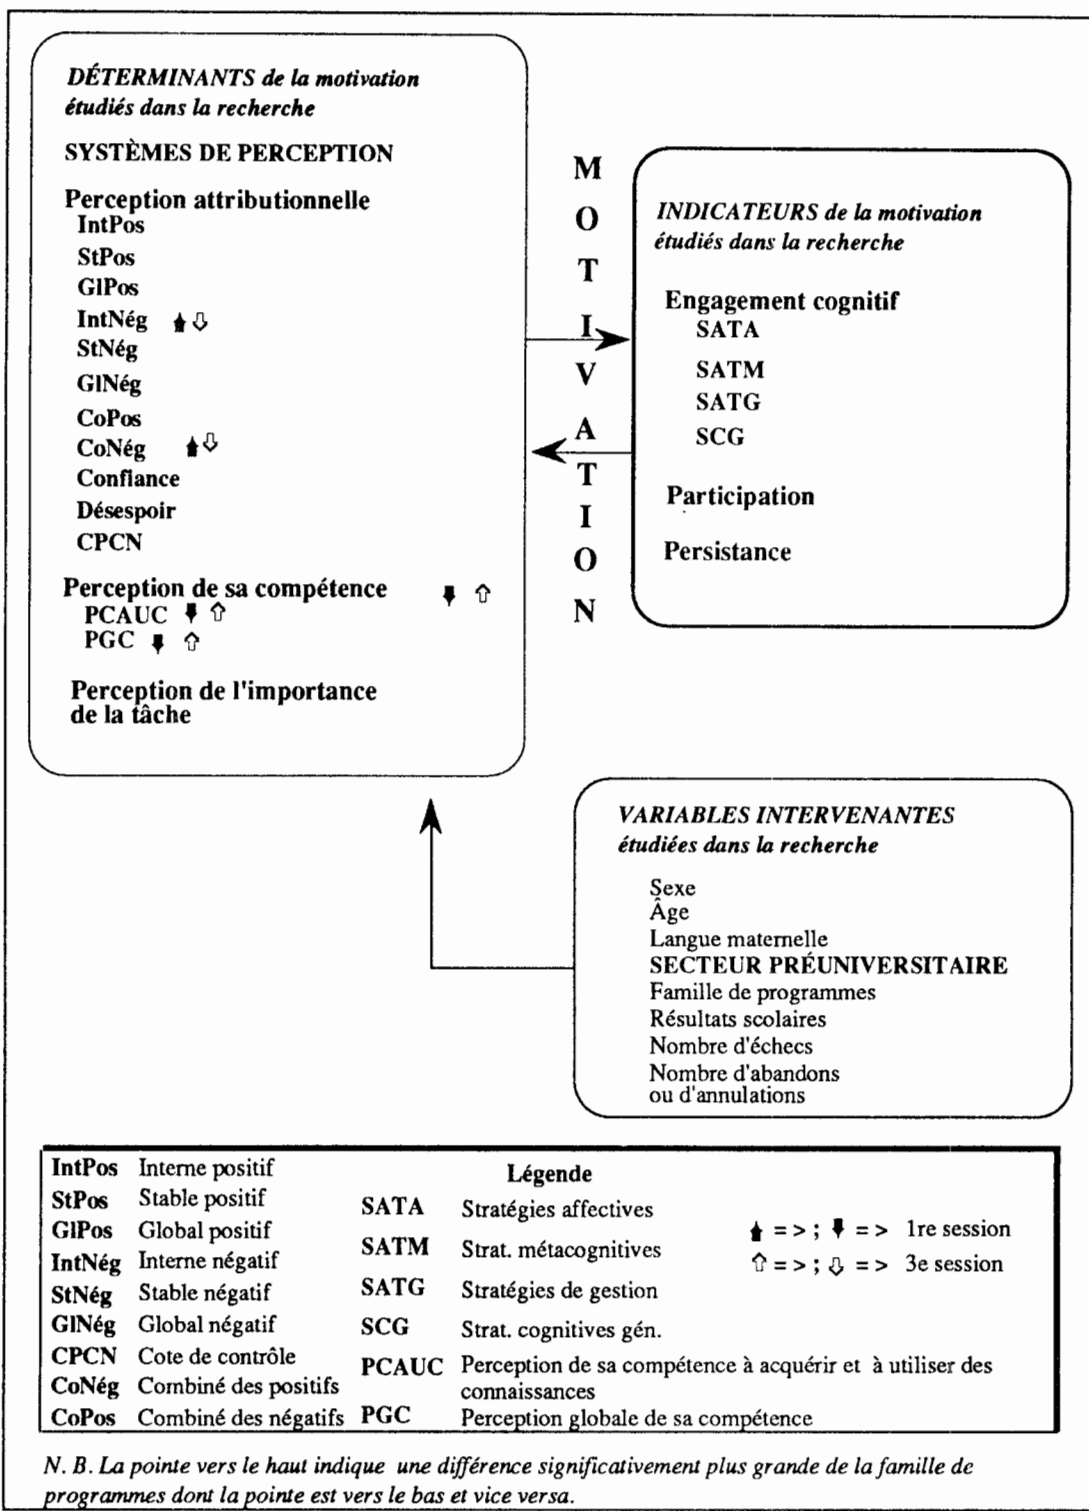 DÉTERMINANTS de la motivation
étudiés dans la recherche
SYSTÈMES DE PERCEPTION
Perception attributionnelle
IntPos
StPos
GlPos
IntNég
StNég
GlNég
CoPos
CoNég
Confiance
Désespoir
CPCN
Perception de sa compétence
PCAUC
PGC
Perception de l'importance
de la tâche
M
O
T
I
V
A
T
I
O
N
INDICATEURS de la motivation
étudiés dans la recherche
Engagement cognitif
SATA
SATM
SATG
SCG
Participation
Persistance
VARIABLES INTERVENANTES
étudiées dans la recherche
Sexe
Âge
Langue maternelle
SECTEUR PRÉUNIVERSITAIRE
Famille de programmes
Résultats scolaires
Nombre d'échecs
Nombre d'abandons
ou d'annulations
Légende
IntPos Interne positif
StPos Stable positif
GlPos Global positif
IntNég Interne négatif
StNég Stable négatif
GlNég Global négatif
CPCN Cote de contrôle
CoNég Combiné des positifs
CoPos Combiné des négatifs
SATA Stratégies affectives
SATM Strat. métacognitives
SATG Stratégies de gestion
SCG Strat. cognitives gén.
PCAUC Perception de sa compétence à acquérir et à utiliser des
connaissances
PGC Perception globale de sa compétence
⬆ = > ; ⬇ = > 1re session
⇧ = > ; ⇩ = > 3e session
N. B. La pointe vers le haut indique une différence significativement plus grande de la famille de
programmes dont la pointe est vers le bas et vice versa.